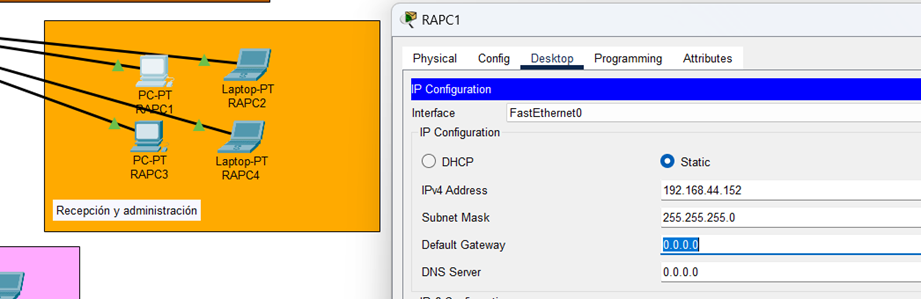 RAPC1
Physical Config Desktop Programming Attributes
IP Configuration
Interface FastEthernet0
IP Configuration
DHCP Static
IPv4 Address 192.168.44.152
Subnet Mask 255.255.255.0
Default Gateway 0.0.0.0
DNS Server 0.0.0.0
PC-PT
RAPC1
Laptop-PT
RAPC2
PC-PT
RAPC3
Laptop-PT
RAPC4
Recepción y administración